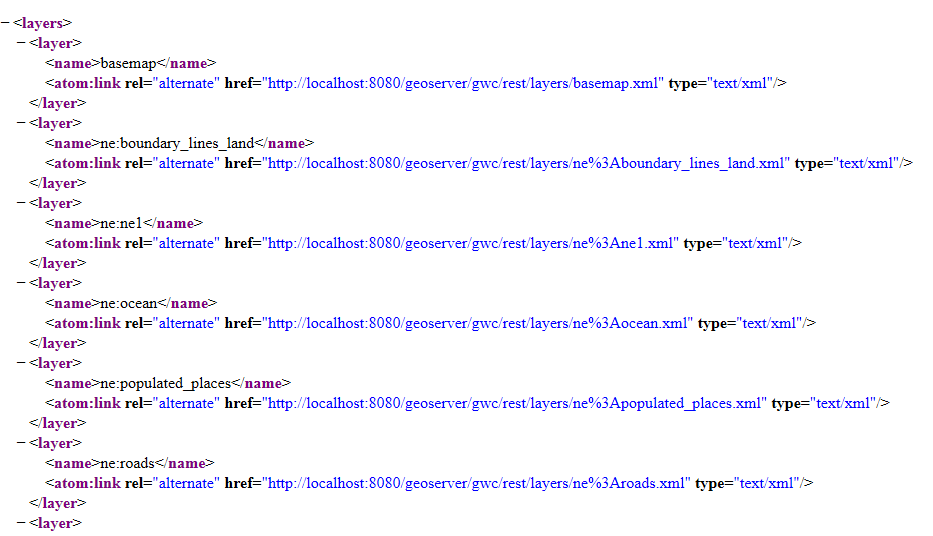 − <layers>
− <layer>
<name>basemap</name>
<atom:link rel="alternate" href="http://localhost:8080/geoserver/gwc/rest/layers/basemap.xml" type="text/xml"/>
</layer>
− <layer>
<name>ne:boundary_lines_land</name>
<atom:link rel="alternate" href="http://localhost:8080/geoserver/gwc/rest/layers/ne%3Aboundary_lines_land.xml" type="text/xml"/>
</layer>
− <layer>
<name>ne:ne1</name>
<atom:link rel="alternate" href="http://localhost:8080/geoserver/gwc/rest/layers/ne%3Ane1.xml" type="text/xml"/>
</layer>
− <layer>
<name>ne:ocean</name>
<atom:link rel="alternate" href="http://localhost:8080/geoserver/gwc/rest/layers/ne%3Aocean.xml" type="text/xml"/>
</layer>
− <layer>
<name>ne:populated_places</name>
<atom:link rel="alternate" href="http://localhost:8080/geoserver/gwc/rest/layers/ne%3Apopulated_places.xml" type="text/xml"/>
</layer>
− <layer>
<name>ne:roads</name>
<atom:link rel="alternate" href="http://localhost:8080/geoserver/gwc/rest/layers/ne%3Aroads.xml" type="text/xml"/>
</layer>
− <layer>